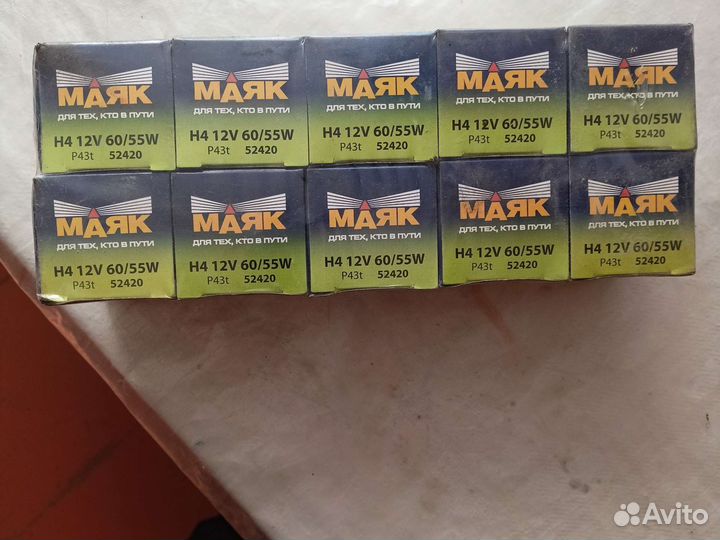 МАЯК
ДЛЯ ТЕХ, КТО В ПУТИ
H4 12V 60/55W
P43t 52420
МАЯК
ДЛЯ ТЕХ, КТО В ПУТИ
H4 12V 60/55W
P43t 52420
МАЯК
ДЛЯ ТЕХ, КТО В ПУТИ
H4 12V 60/55W
P43t 52420
МАЯК
ДЛЯ ТЕХ, КТО В ПУТИ
H4 12V 60/55W
P43t 52420
МАЯК
ДЛЯ ТЕХ, КТО В ПУТИ
H4 12V 60/55W
P43t 52420
МАЯК
ДЛЯ ТЕХ, КТО В ПУТИ
H4 12V 60/55W
P43t 52420
МАЯК
ДЛЯ ТЕХ, КТО В ПУТИ
H4 12V 60/55W
P43t 52420
МАЯК
ДЛЯ ТЕХ, КТО В ПУТИ
H4 12V 60/55W
P43t 52420
МАЯК
ДЛЯ ТЕХ, КТО В ПУТИ
H4 12V 60/55W
P43t 52420
МАЯК
ДЛЯ ТЕХ, КТО В ПУТИ
H4 12V 60/55W
P43t 52420
Avito